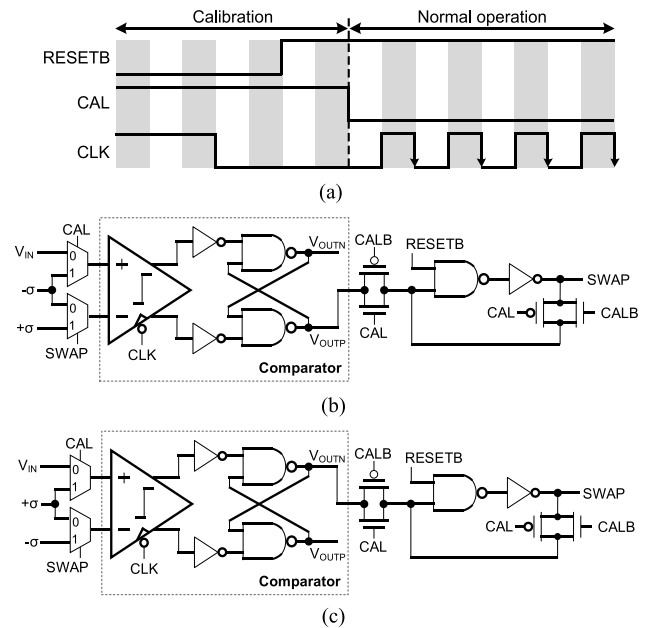 Calibration Normal operation
RESETB
CAL
CLK
(a)
CAL
V_IN
0
1
-σ
0
1
+σ
SWAP
+
−
CLK
V_OUTN
V_OUTP
Comparator
CALB
CAL
RESETB
SWAP
CAL
CALB
(b)
CAL
V_IN
0
1
+σ
0
1
-σ
SWAP
+
−
CLK
V_OUTN
V_OUTP
Comparator
CALB
CAL
RESETB
SWAP
CAL
CALB
(c)